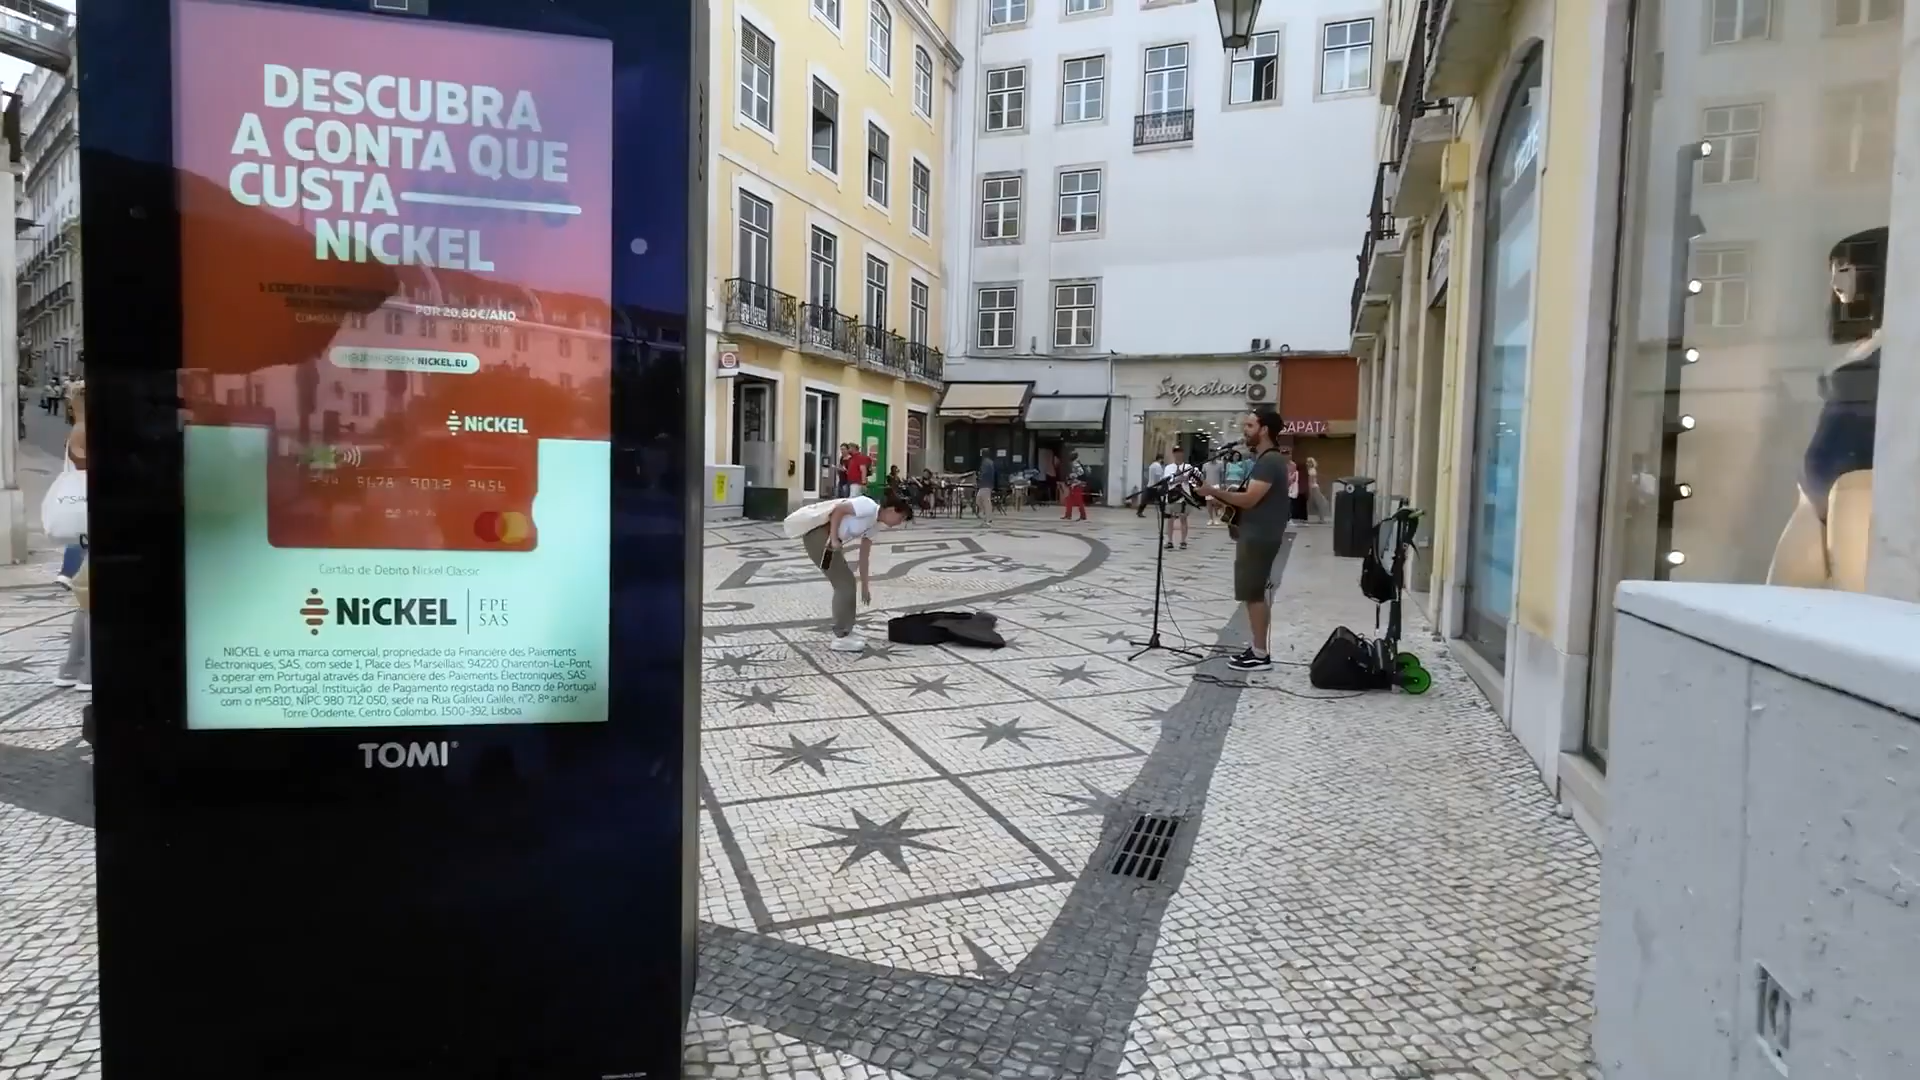 DESCUBRA
A CONTA QUE
CUSTA
NICKEL
POR 20,80€/ANO.
NICKEL.EU
NiCKEL
5678 9012 3456
Cartão de Débito Nickel Classic
NiCKEL FPE
SAS
NICKEL é uma marca comercial, propriedade da Financière des Paiements
Électroniques, SAS, com sede 1, Place des Marseillais, 94220 Charenton-Le-Pont,
a operar em Portugal através da Financière des Paiements Électroniques, SAS
- Sucursal em Portugal, Instituição de Pagamento registada no Banco de Portugal
com o nº5810, NIPC 980 712 050, sede na Rua Galileu Galilei, nº2, 8º andar,
Torre Ocidente, Centro Colombo, 1500-392, Lisboa
TOMI®
Signature
SAPATA